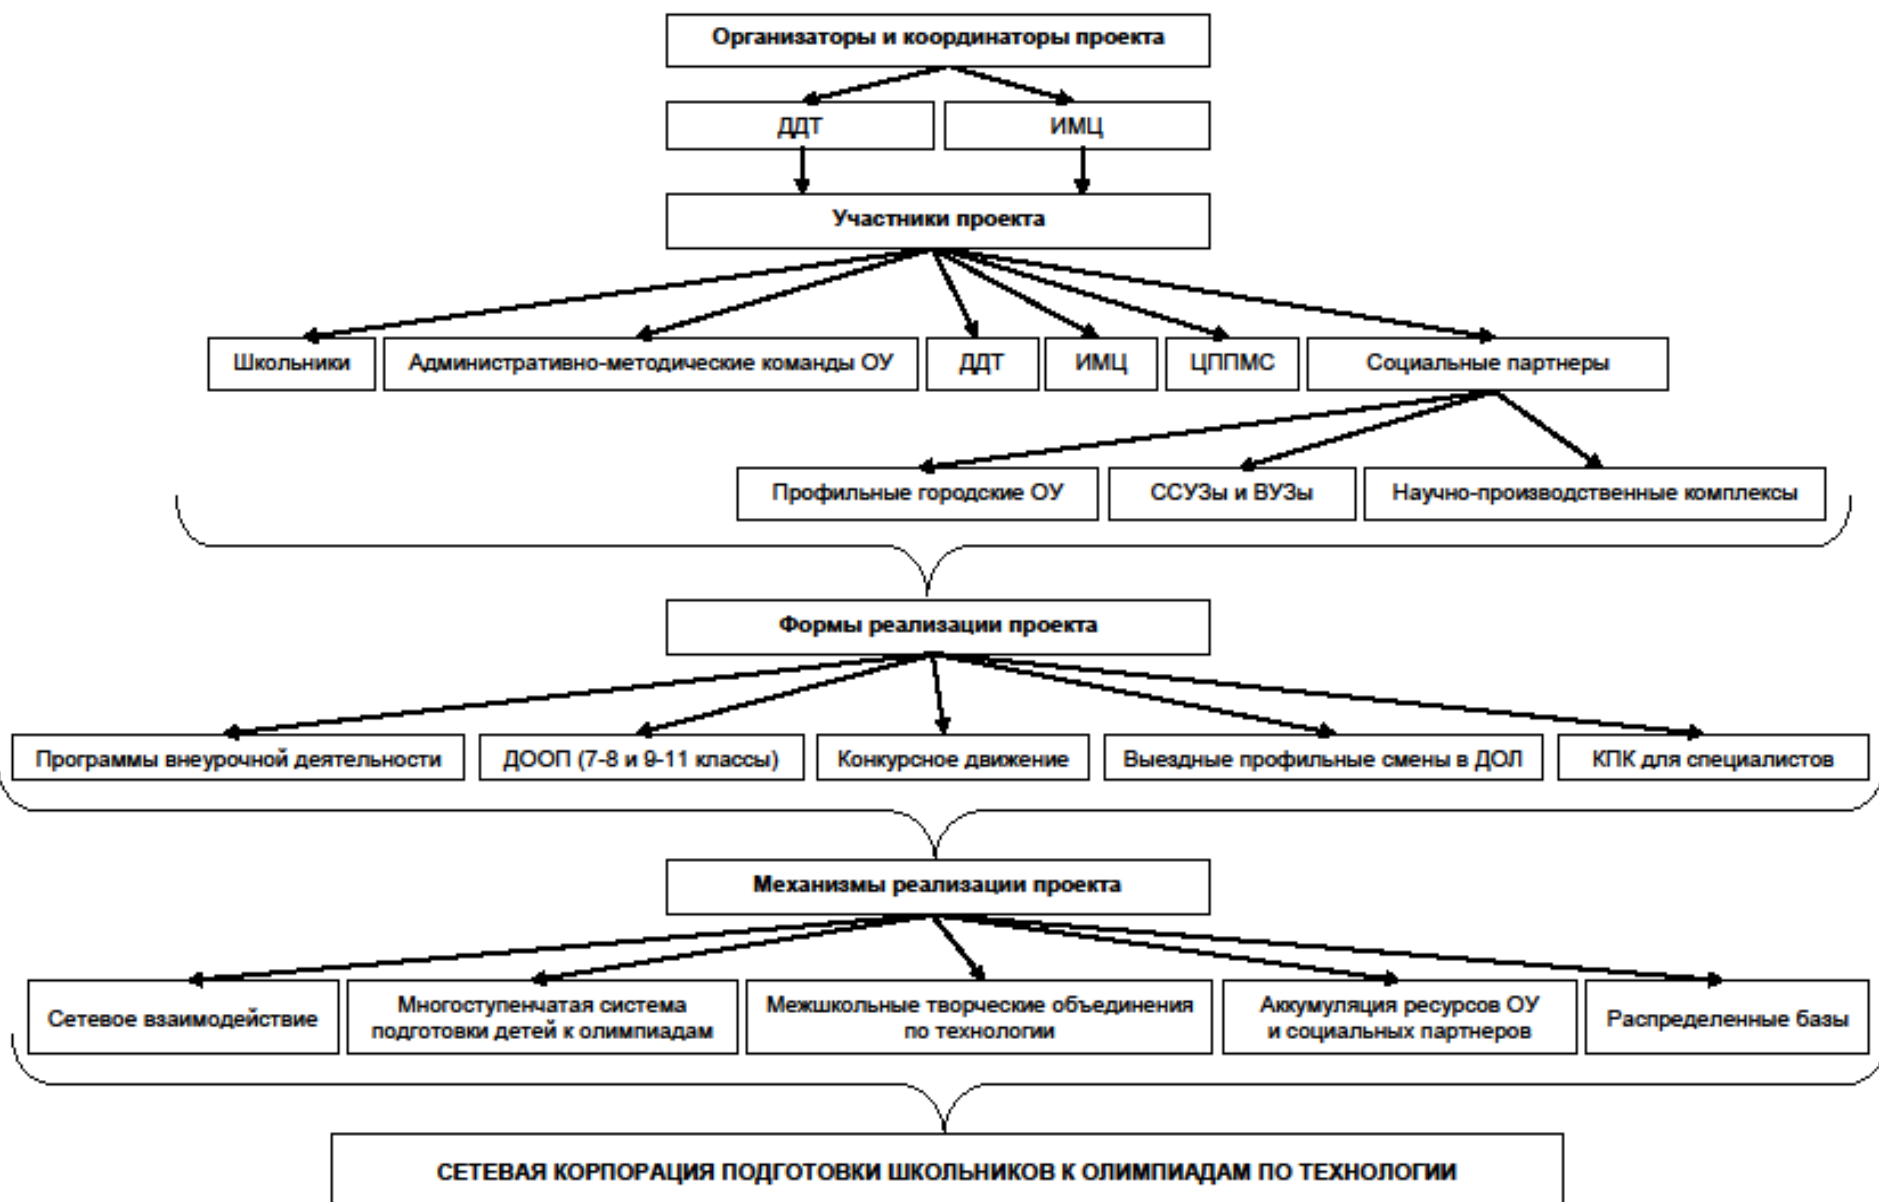 Организаторы и координаторы проекта
ДДТ
ИМЦ
Участники проекта
Школьники
Административно-методические команды ОУ
ДДТ
ИМЦ
ЦППМС
Социальные партнеры
Профильные городские ОУ
ССУЗы и ВУЗы
Научно-производственные комплексы
Формы реализации проекта
Программы внеурочной деятельности
ДООП (7-8 и 9-11 классы)
Конкурсное движение
Выездные профильные смены в ДОЛ
КПК для специалистов
Механизмы реализации проекта
Сетевое взаимодействие
Многоступенчатая система
подготовки детей к олимпиадам
Межшкольные творческие объединения
по технологии
Аккумуляция ресурсов ОУ
и социальных партнеров
Распределенные базы
СЕТЕВАЯ КОРПОРАЦИЯ ПОДГОТОВКИ ШКОЛЬНИКОВ К ОЛИМПИАДАМ ПО ТЕХНОЛОГИИ